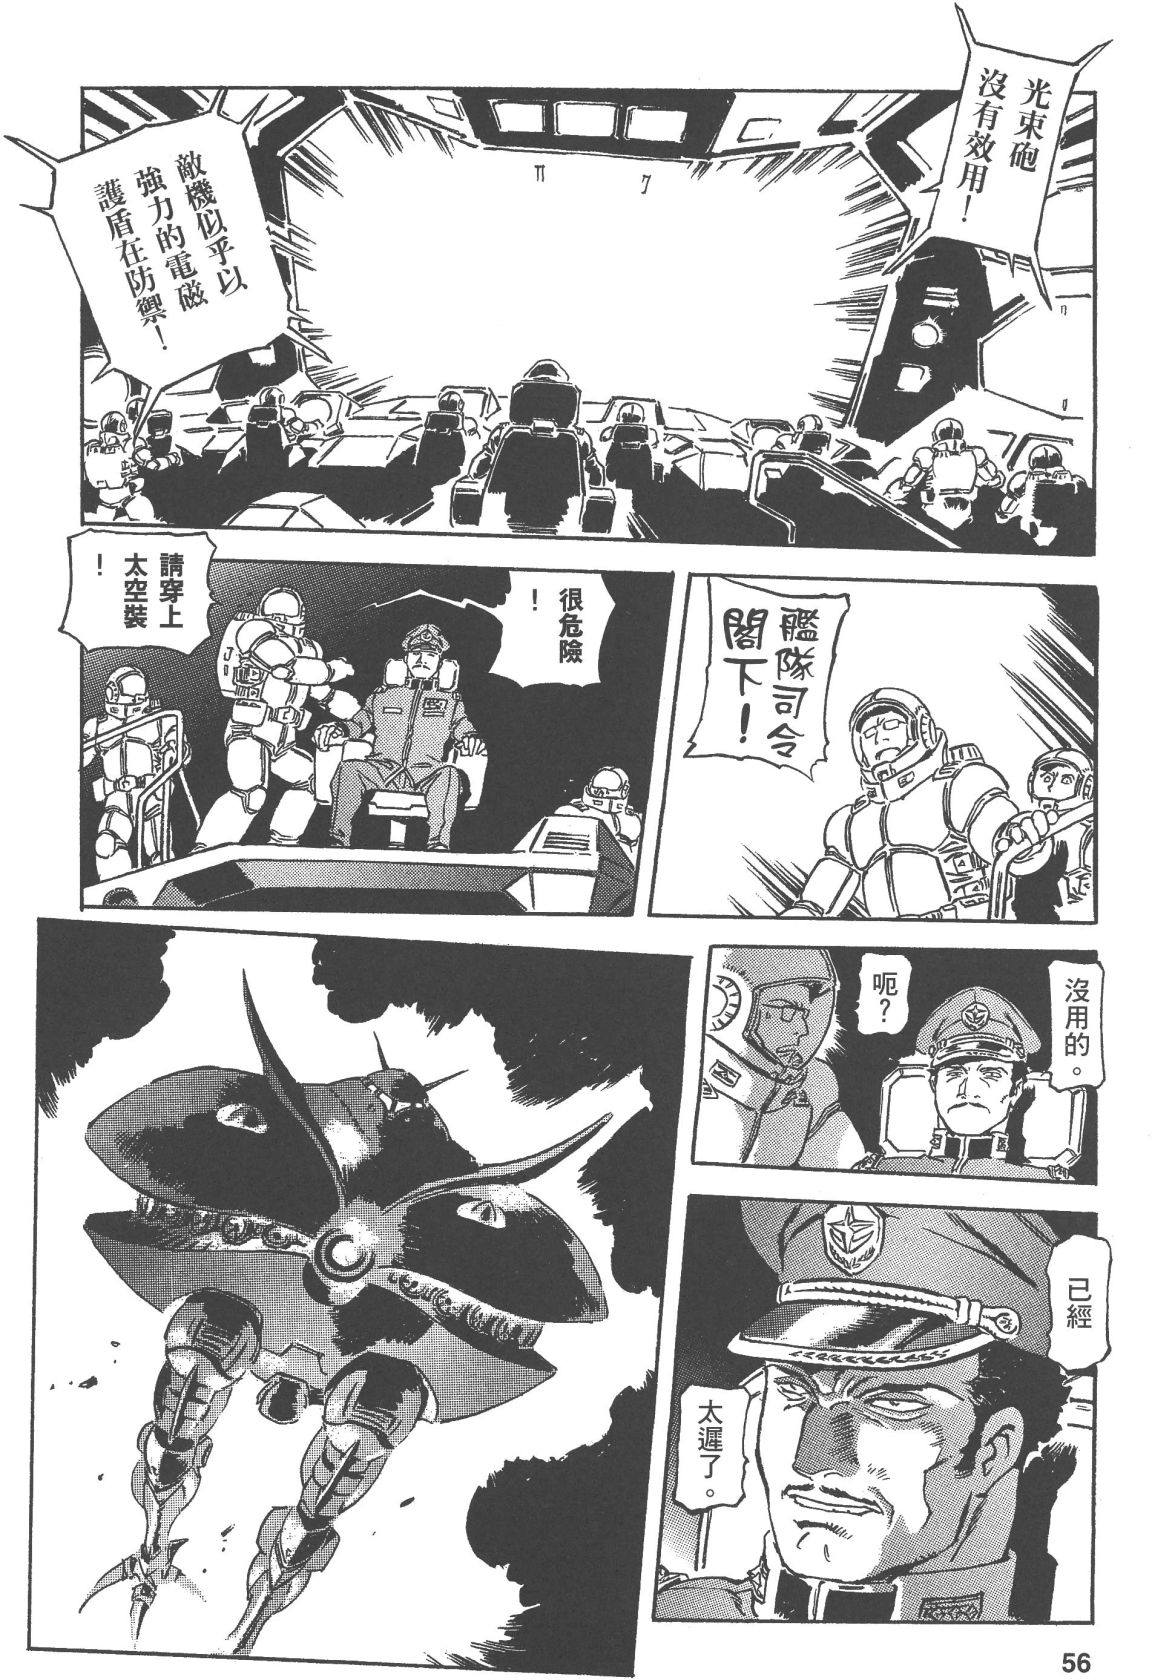 光束砲
沒有效用！
敵機似乎以
強力的電磁
護盾在防禦！
艦隊司令
閣下！
很危險
！
請穿上
太空裝
！
沒用的。
呃？
已經
太遲了。
56